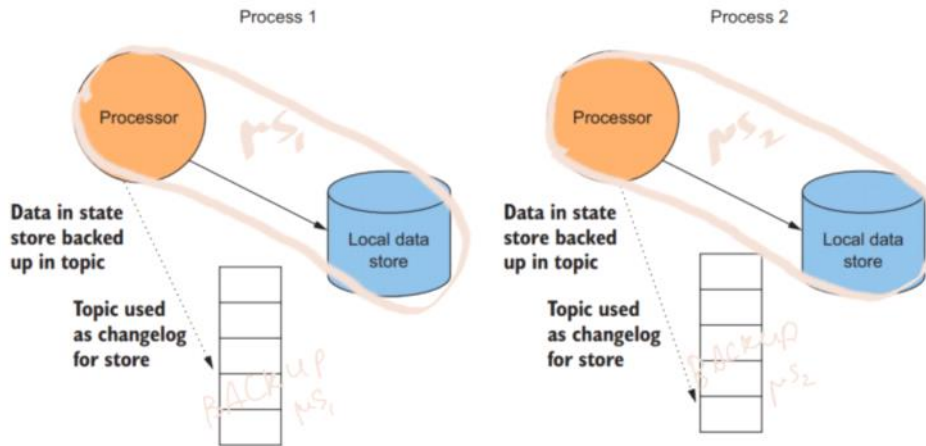 Process 1
Processor
μS1
Local data
store
Data in state
store backed
up in topic
Topic used
as changelog
for store
BACKUP
μS1
Process 2
Processor
μS2
Local data
store
Data in state
store backed
up in topic
Topic used
as changelog
for store
BACKUP
μS2